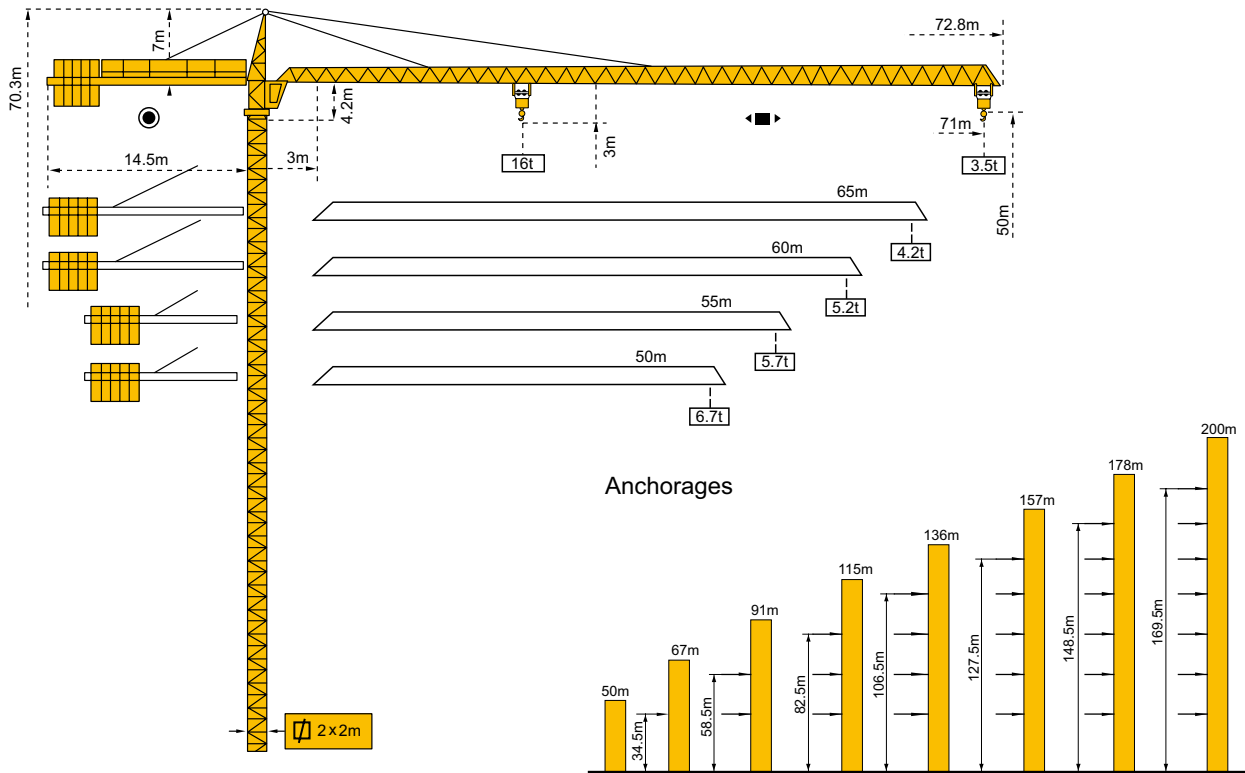 72.8m
7m
70.3m
4.2m
14.5m
3m
3m
71m
16t
3.5t
50m
65m
4.2t
60m
5.2t
55m
5.7t
50m
6.7t
Anchorages
200m
178m
157m
136m
115m
91m
67m
50m
34.5m
58.5m
82.5m
106.5m
127.5m
148.5m
169.5m
2x2m